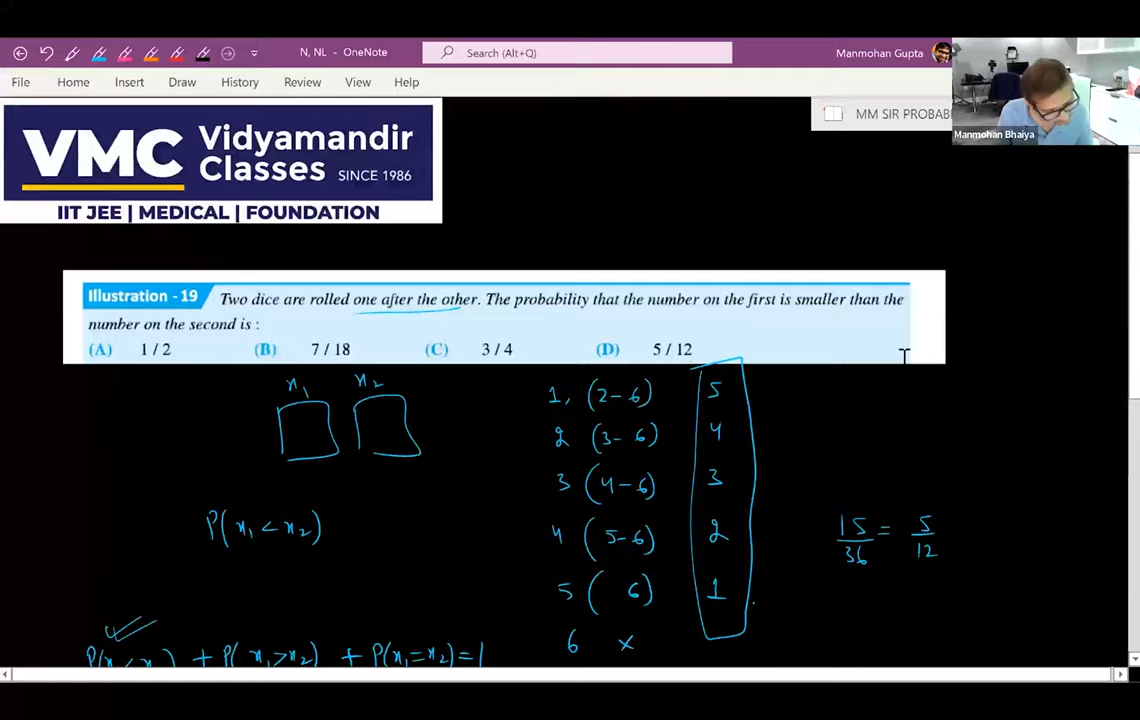 N, NL - OneNote
Search (Alt+Q)
Manmohan Gupta
File Home Insert Draw History Review View Help
MM SIR PROBAB
Manmohan Bhaiya
VMC Vidyamandir Classes SINCE 1986
IIT JEE | MEDICAL | FOUNDATION
Illustration - 19 Two dice are rolled one after the other. The probability that the number on the first is smaller than the
number on the second is :
(A) 1 / 2 (B) 7 / 18 (C) 3 / 4 (D) 5 / 12
x₁ x₂
1, (2 - 6) 5
2 (3 - 6) 4
3 (4 - 6) 3
P(x₁ < x₂)
4 (5 - 6) 2
15/36 = 5/12
5 ( 6) 1
6 ×
P(x₁ < x₂) + P(x₁ > x₂) + P(x₁ = x₂) = 1